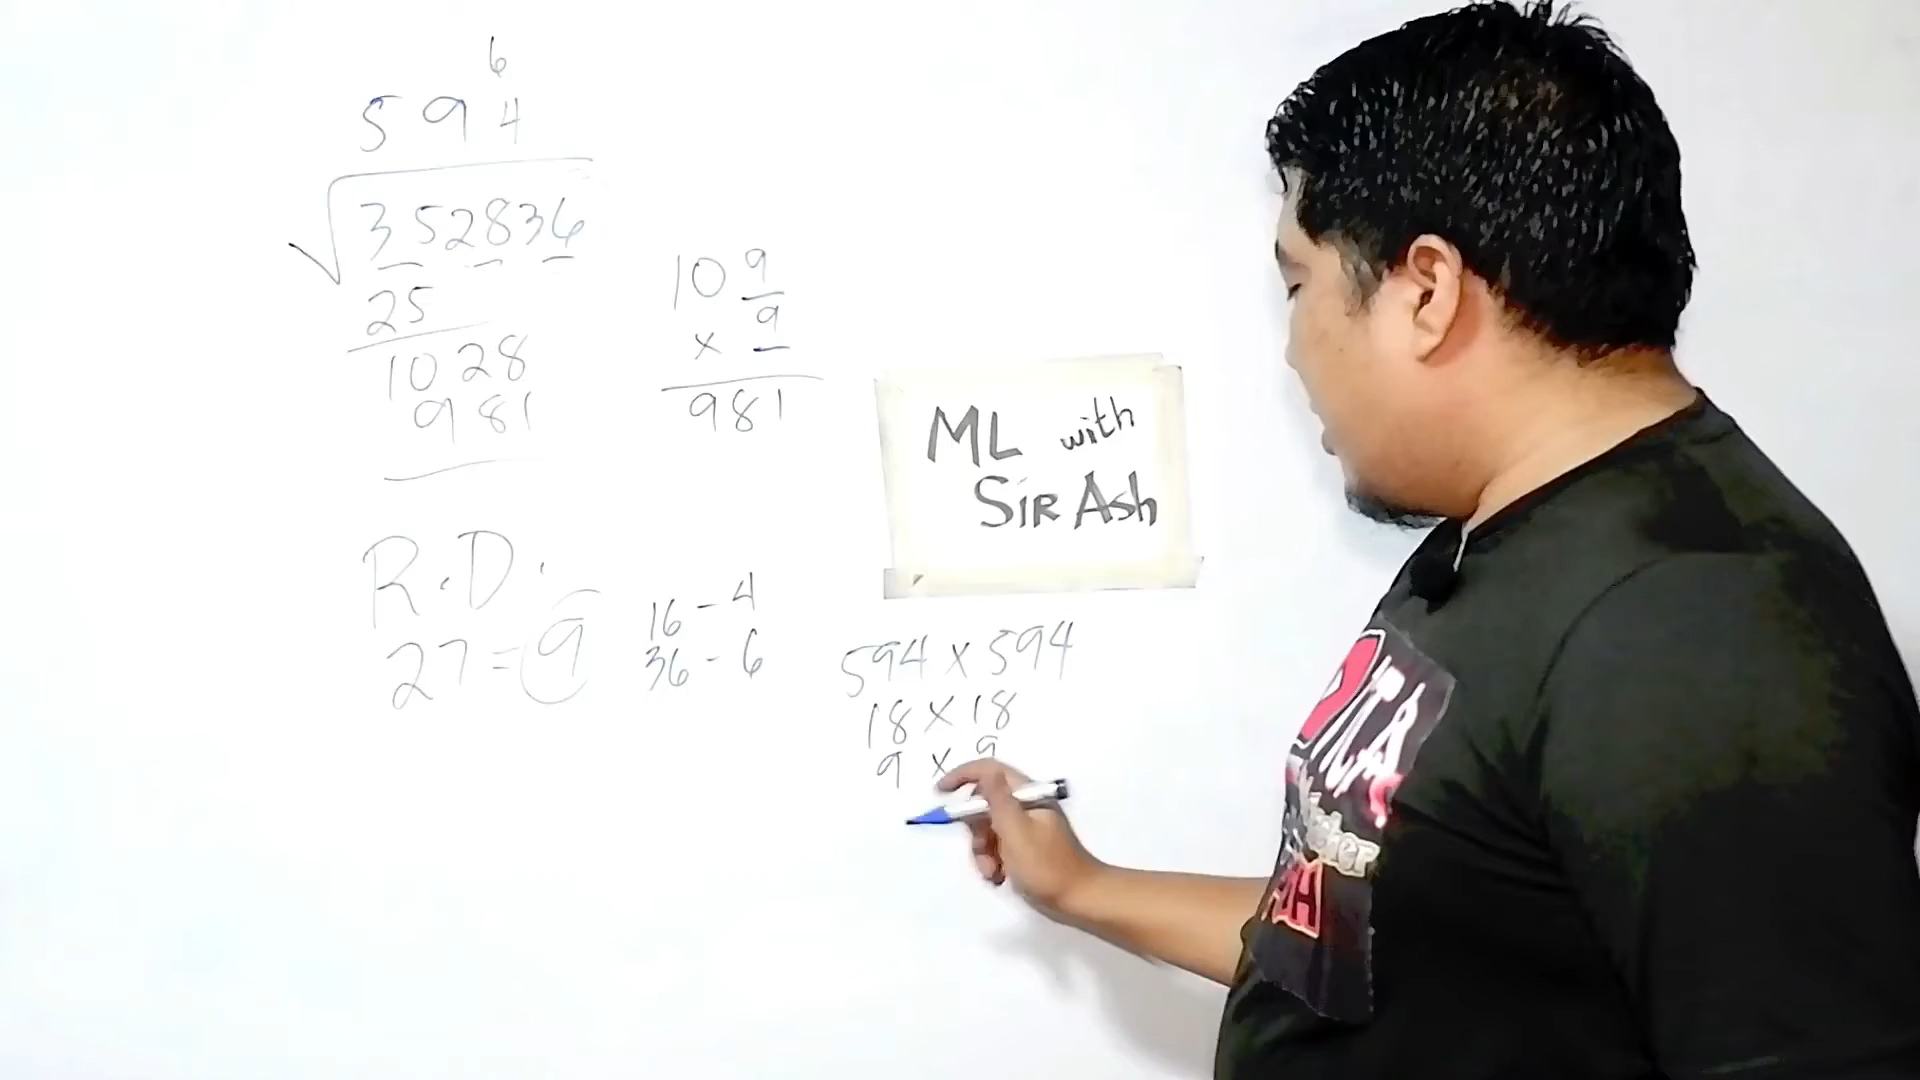 6
5 9 4
√352836
25
1028
981
10 9
x 9
981
ML with
Sir Ash
R.D.
27 = 9
16 - 4
36 - 6
594 x 594
18 x 18
9 x 9